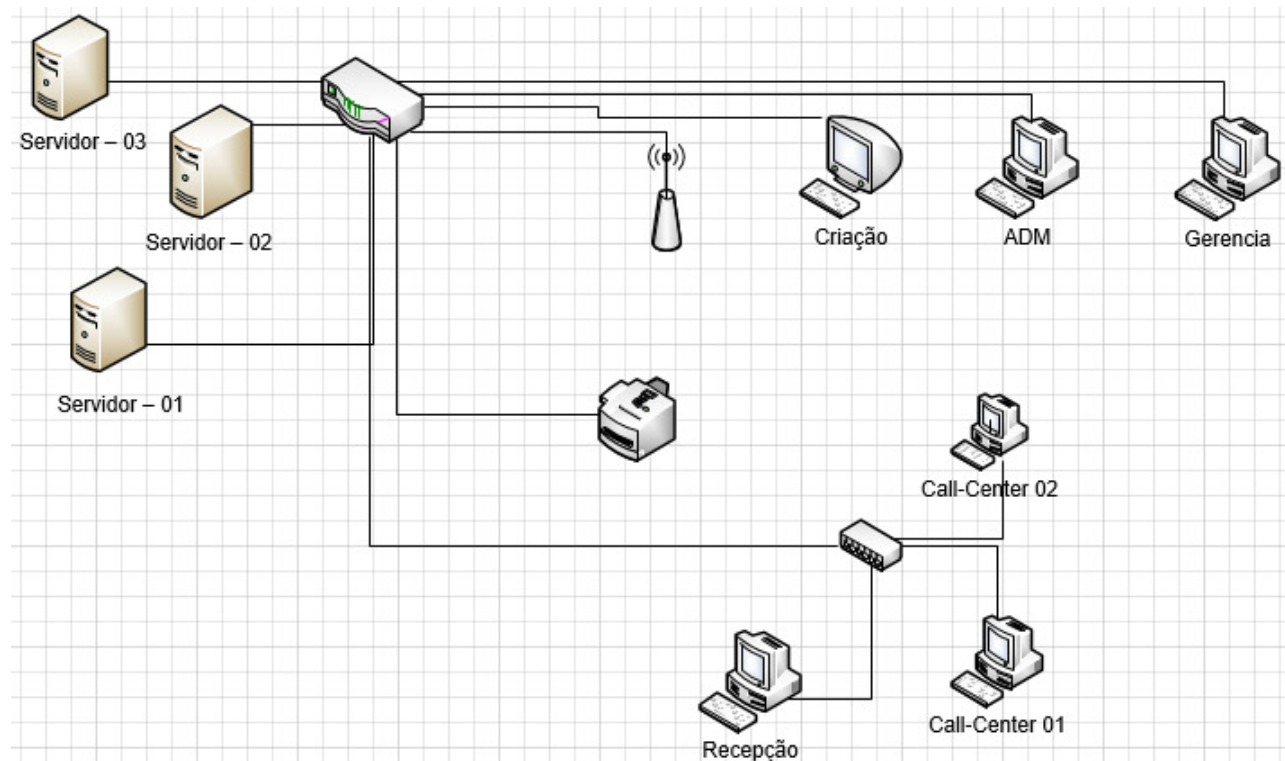 Servidor – 03
Servidor – 02
Criação
ADM
Gerencia
Servidor – 01
Call-Center 02
Call-Center 01
Recepção